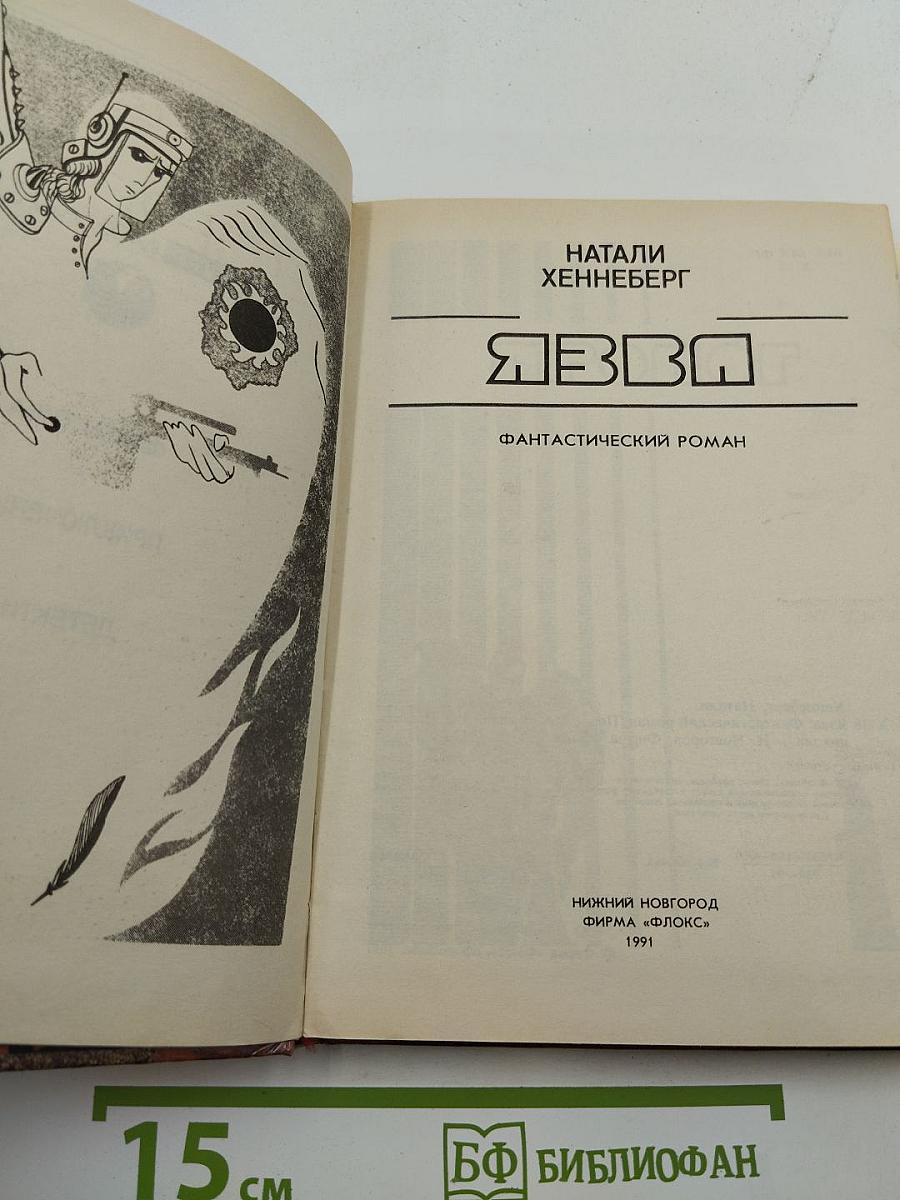 НАТАЛИ
ХЕННЕБЕРГ
ЯЗВА
ФАНТАСТИЧЕСКИЙ РОМАН
НИЖНИЙ НОВГОРОД
ФИРМА «ФЛОКС»
1991
15 см
БФ БИБЛИОФАН